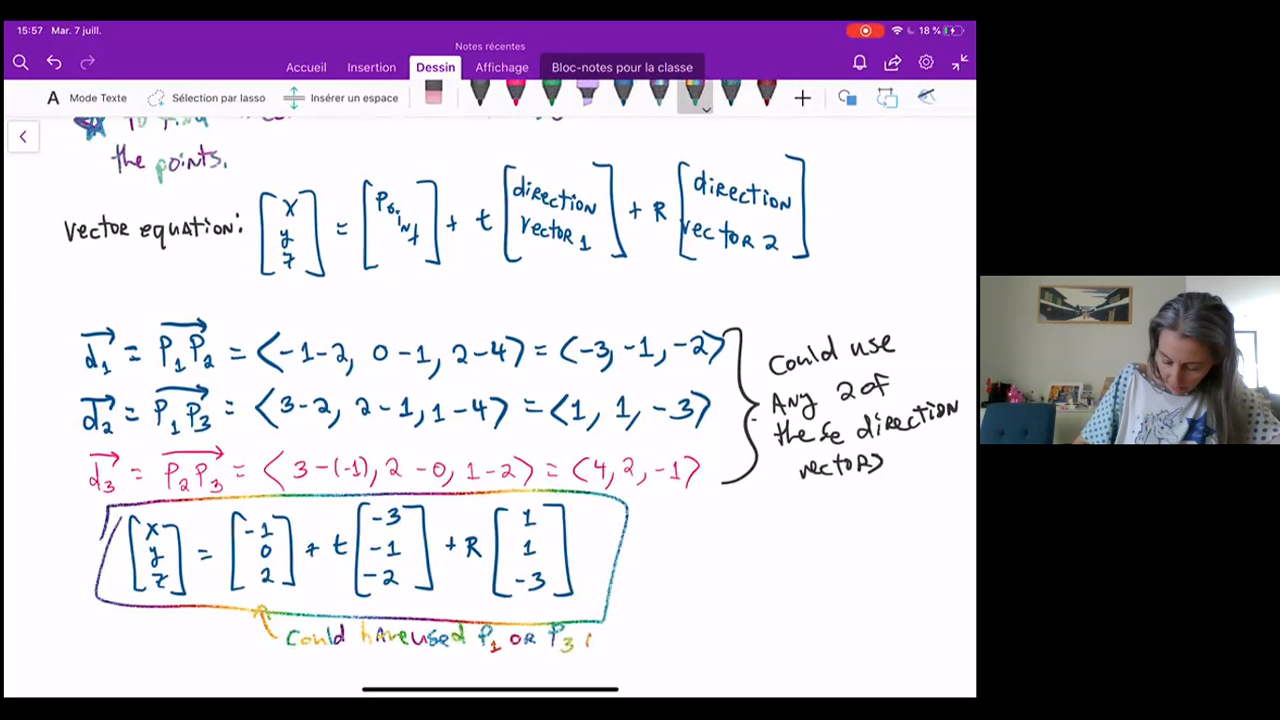 15:57 Mar. 7 juill.
18 %
Notes récentes
Accueil Insertion Dessin Affichage Bloc-notes pour la classe
A Mode Texte Sélection par lasso Insérer un espace
To find
the points.
vector equation: [x y z] = [Point] + t [direction vector 1] + R [direction vector 2]
d₁ = P₁P₂ = <-1-2, 0-1, 2-4> = <-3, -1, -2>
d₂ = P₁P₃ = <3-2, 2-1, 1-4> = <1, 1, -3>
d₃ = P₂P₃ = <3-(-1), 2-0, 1-2> = <4, 2, -1>
Could use
Any 2 of
these direction
vectors
[x y z] = [-1 0 2] + t [-3 -1 -2] + R [1 1 -3]
Could have used P₁ or P₃